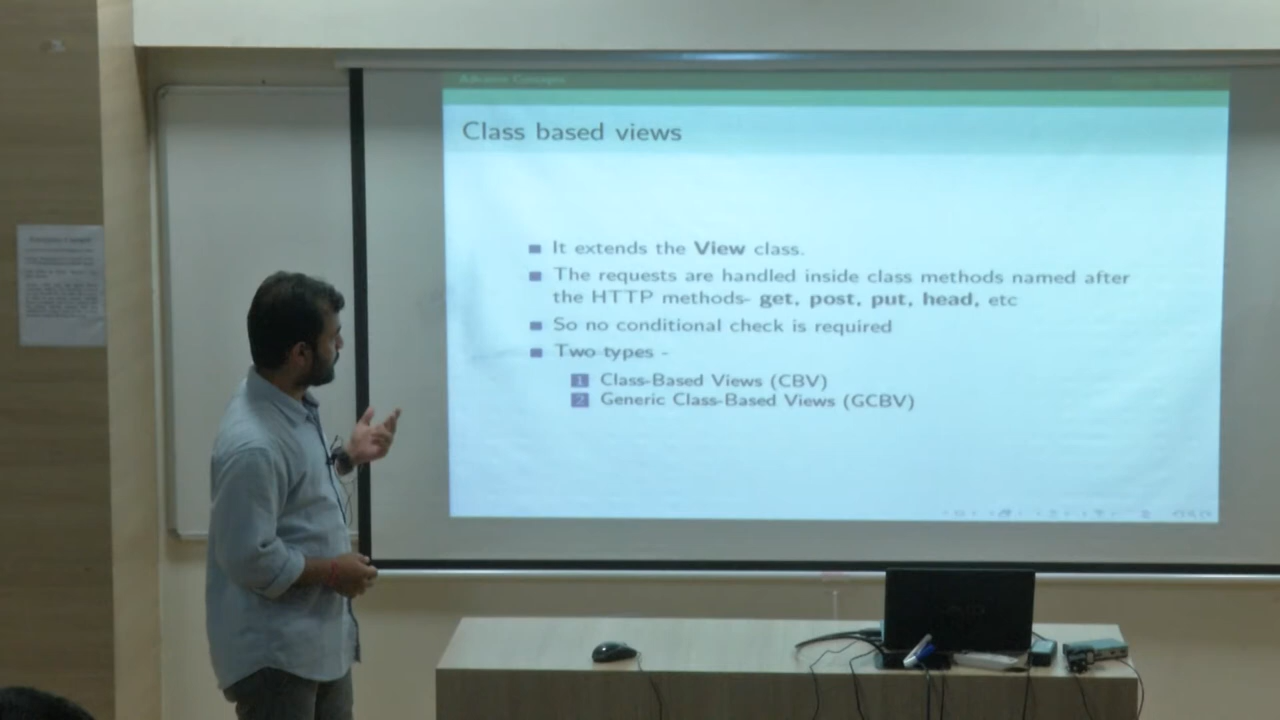 Advance Concepts
Class based views
It extends the View class.
The requests are handled inside class methods named after
the HTTP methods- get, post, put, head, etc
So no conditional check is required
Two types -
1 Class-Based Views (CBV)
2 Generic Class-Based Views (GCBV)